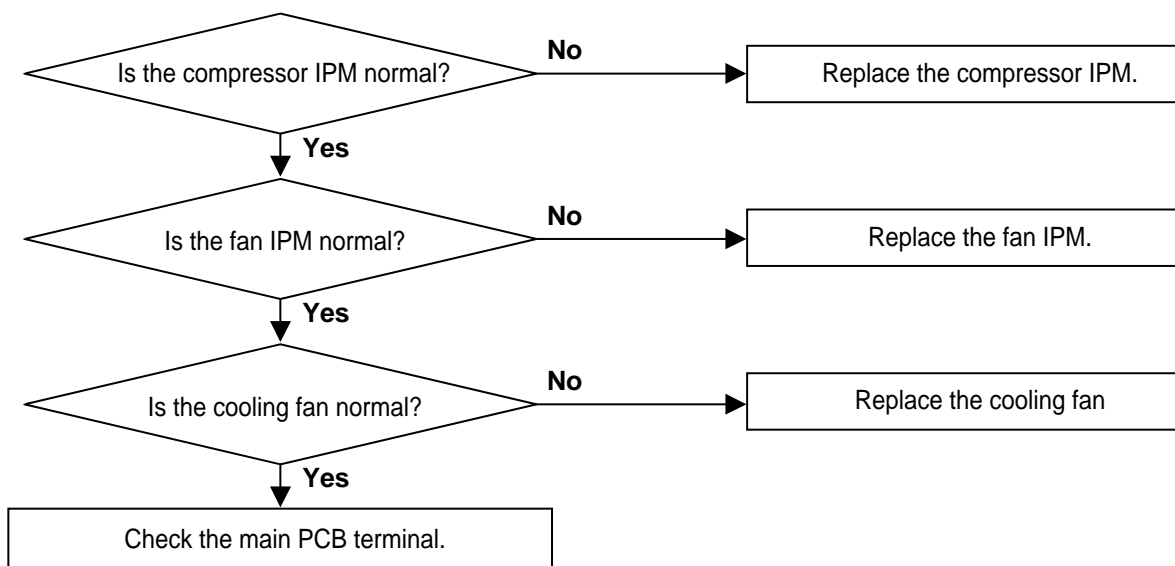 Is the compressor IPM normal?
No
Replace the compressor IPM.
Yes
Is the fan IPM normal?
No
Replace the fan IPM.
Yes
Is the cooling fan normal?
No
Replace the cooling fan
Yes
Check the main PCB terminal.